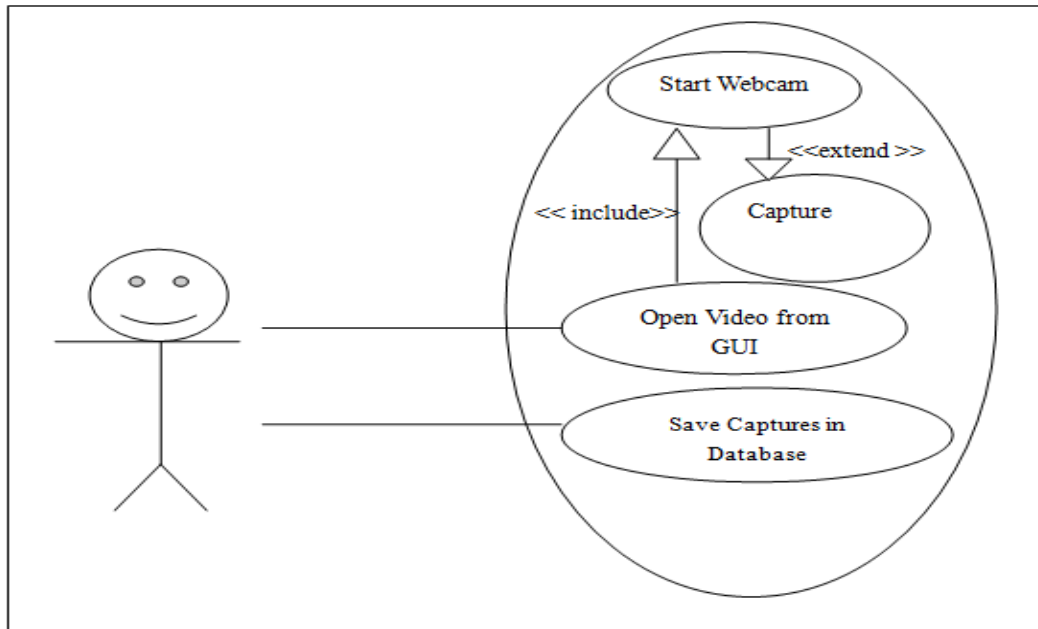 Start Webcam
<<extend >>
<< include>>
Capture
Open Video from
GUI
Save Captures in
Database